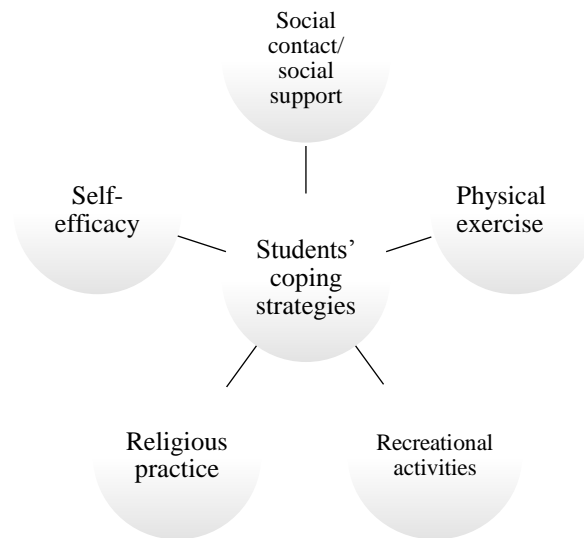 Social
contact/
social
support
Self-
efficacy
Physical
exercise
Students’
coping
strategies
Religious
practice
Recreational
activities